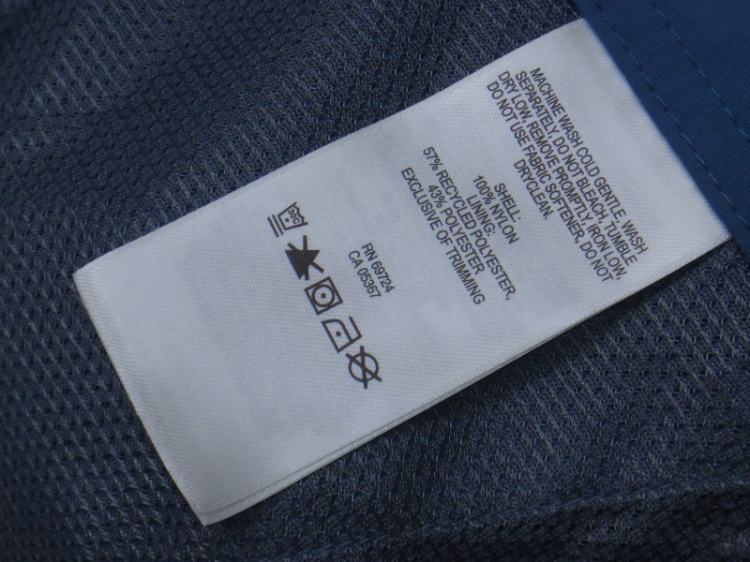 MACHINE WASH COLD GENTLE. WASH
SEPARATELY. DO NOT BLEACH. TUMBLE
DRY LOW, REMOVE PROMPTLY. IRON LOW,
DO NOT USE FABRIC SOFTENER. DO NOT
DRYCLEAN.
SHELL:
100% NYLON
LINING:
57% RECYCLED POLYESTER,
43% POLYESTER
EXCLUSIVE OF TRIMMING
RN 69724
CA 05367
30C